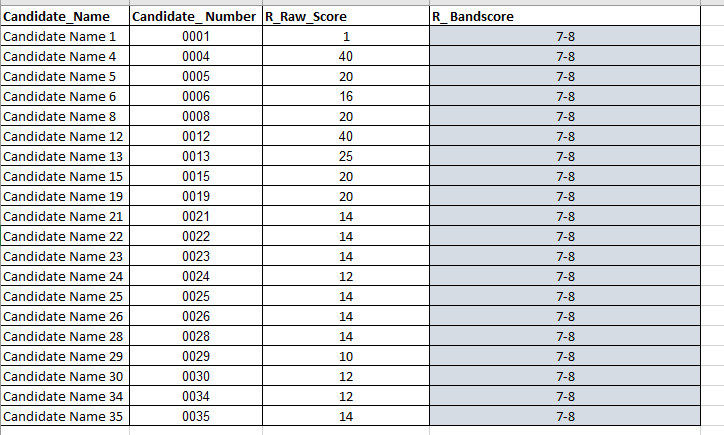 Candidate_Name Candidate_ Number R_Raw_Score R_ Bandscore
Candidate Name 1 0001 1 7-8
Candidate Name 4 0004 40 7-8
Candidate Name 5 0005 20 7-8
Candidate Name 6 0006 16 7-8
Candidate Name 8 0008 20 7-8
Candidate Name 12 0012 40 7-8
Candidate Name 13 0013 25 7-8
Candidate Name 15 0015 20 7-8
Candidate Name 19 0019 20 7-8
Candidate Name 21 0021 14 7-8
Candidate Name 22 0022 14 7-8
Candidate Name 23 0023 14 7-8
Candidate Name 24 0024 12 7-8
Candidate Name 25 0025 14 7-8
Candidate Name 26 0026 14 7-8
Candidate Name 28 0028 14 7-8
Candidate Name 29 0029 10 7-8
Candidate Name 30 0030 12 7-8
Candidate Name 34 0034 12 7-8
Candidate Name 35 0035 14 7-8